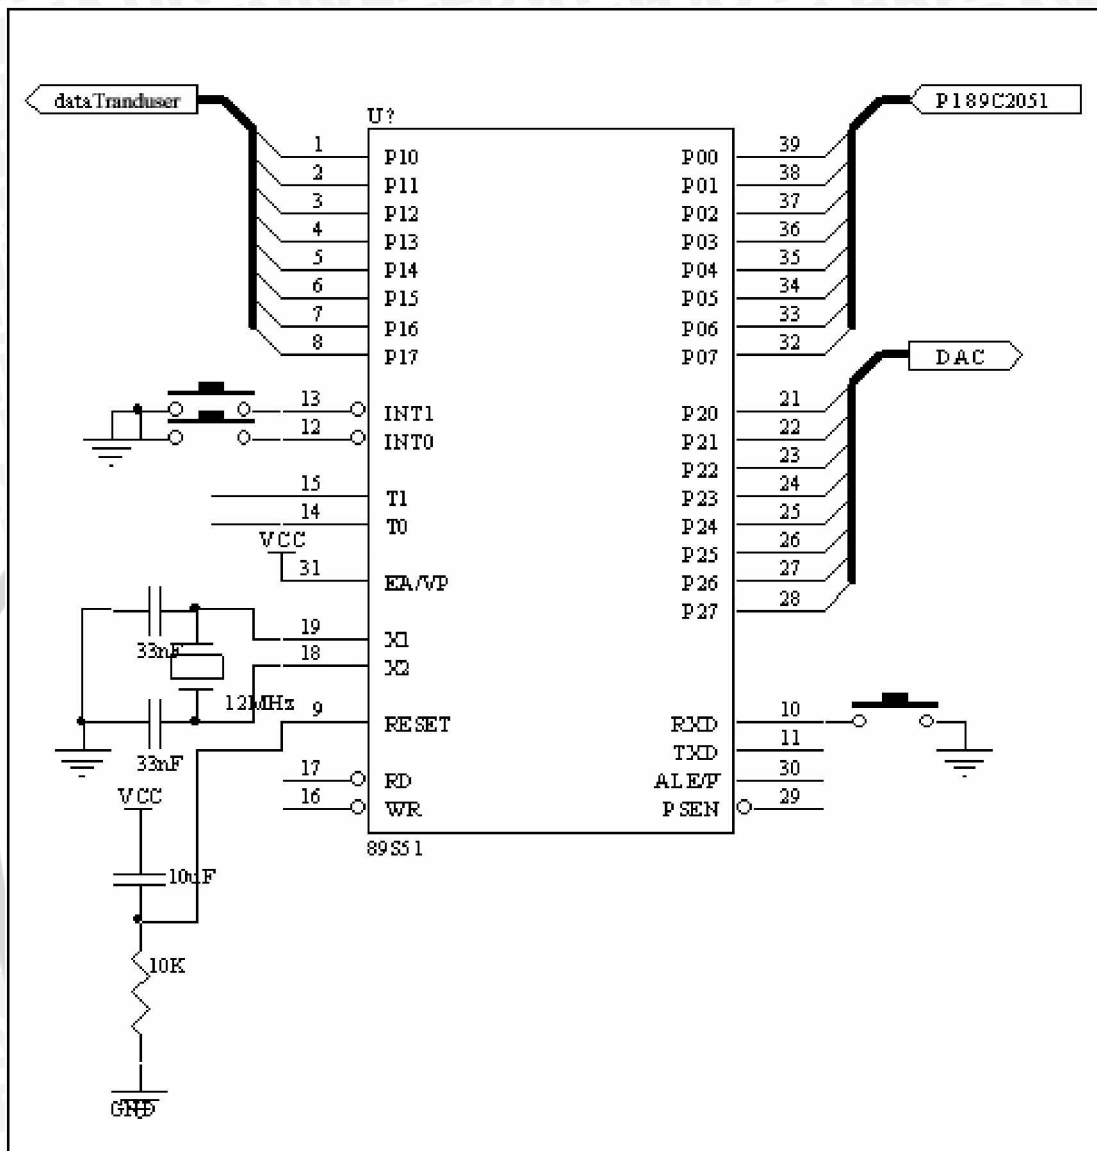 dataTranduser
P189C2051
U?
1 P10 P00 39
2 P11 P01 38
3 P12 P02 37
4 P13 P03 36
5 P14 P04 35
6 P15 P05 34
7 P16 P06 33
8 P17 P07 32
DAC
13 INT1 P20 21
12 INT0 P21 22
P22 23
15 T1 P23 24
14 T0 P24 25
VCC
P25 26
31 EA/VP P26 27
P27 28
33nF
19 X1
18 X2
12MHz
33nF
9 RESET RXD 10
TXD 11
17 RD ALE/P 30
16 WR PSEN 29
VCC
89S51
10uF
10K
GND